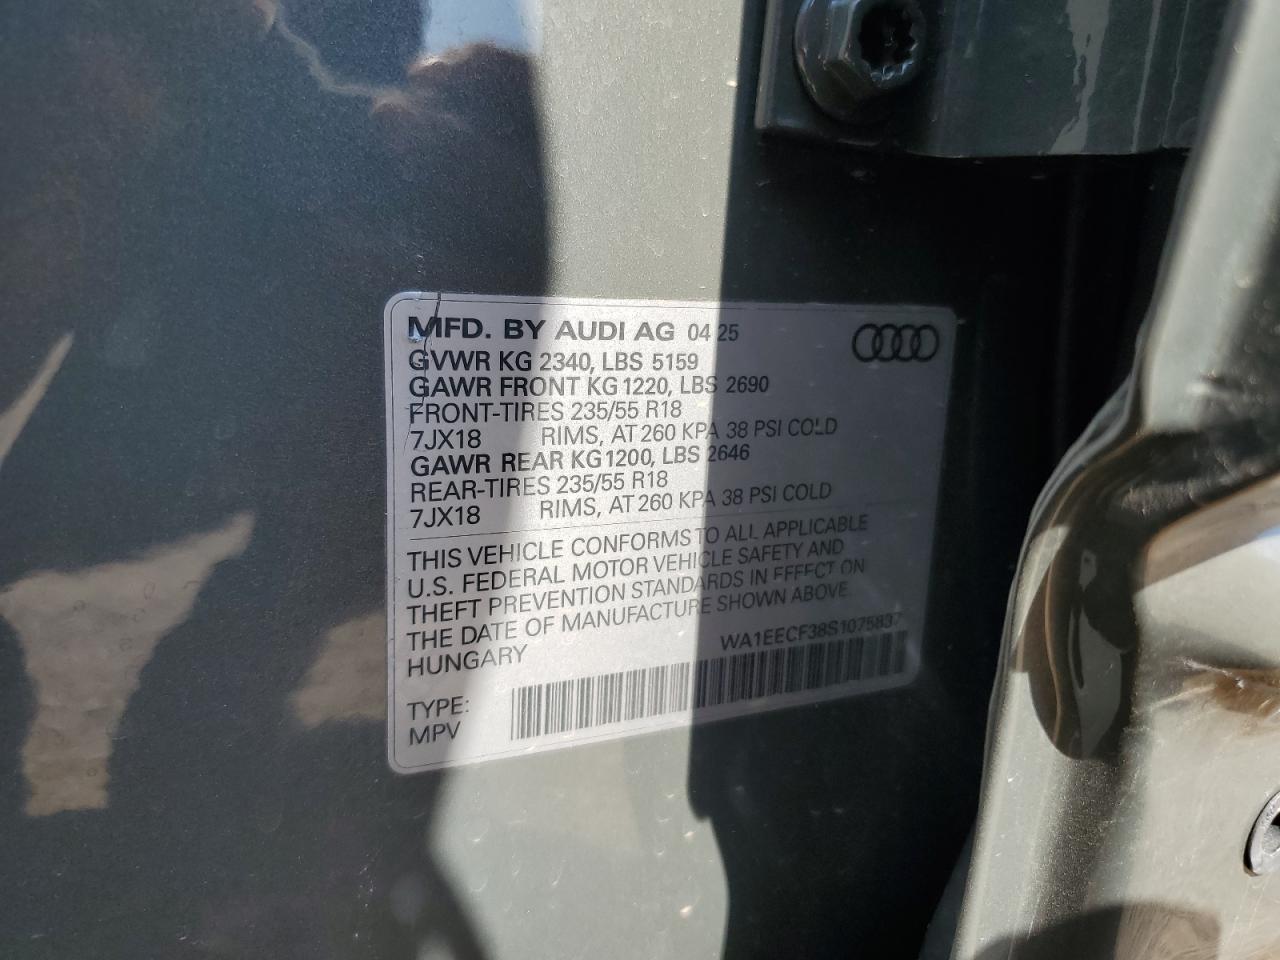 MFD. BY AUDI AG 04 25
GVWR KG 2340, LBS 5159
GAWR FRONT KG 1220, LBS 2690
FRONT-TIRES 235/55 R18
7JX18 RIMS, AT 260 KPA 38 PSI COLD
GAWR REAR KG 1200, LBS 2646
REAR-TIRES 235/55 R18
7JX18 RIMS, AT 260 KPA 38 PSI COLD
THIS VEHICLE CONFORMS TO ALL APPLICABLE
U.S. FEDERAL MOTOR VEHICLE SAFETY AND
THEFT PREVENTION STANDARDS IN EFFECT ON
THE DATE OF MANUFACTURE SHOWN ABOVE.
HUNGARY WA1EECF38S1075837
TYPE:
MPV